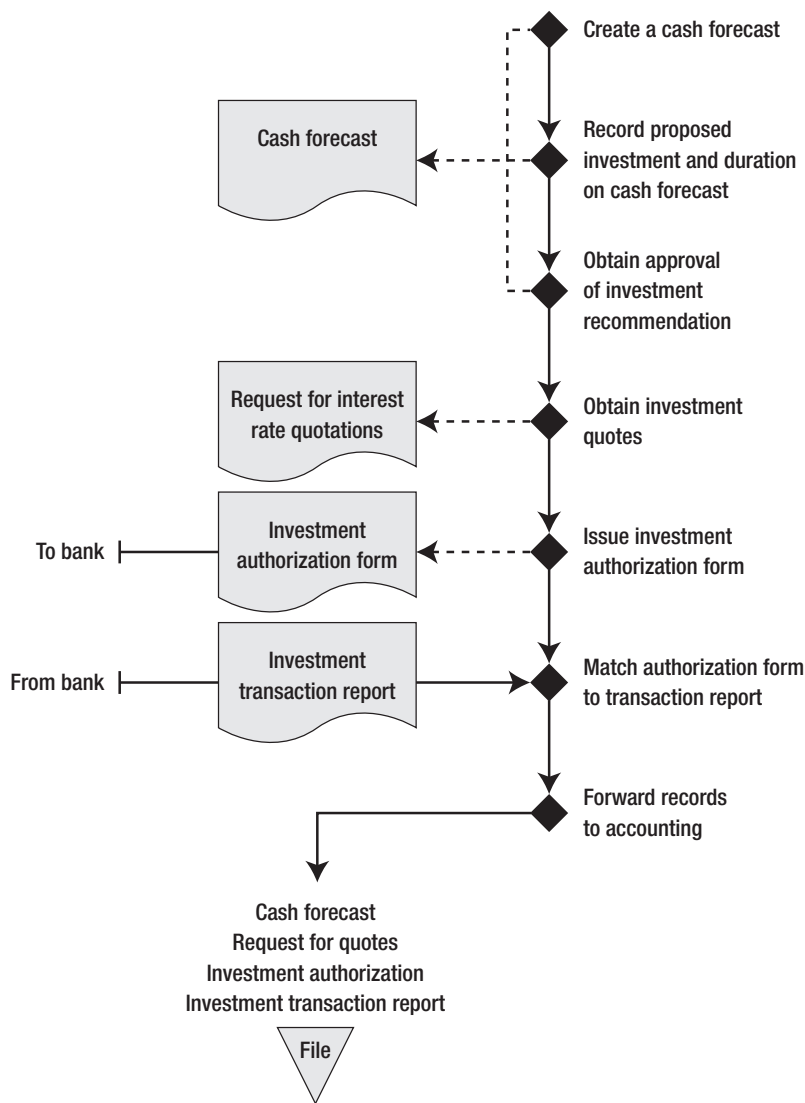 Create a cash forecast
Cash forecast
Record proposed
investment and duration
on cash forecast
Obtain approval
of investment
recommendation
Request for interest
rate quotations
Obtain investment
quotes
To bank
Investment
authorization form
Issue investment
authorization form
From bank
Investment
transaction report
Match authorization form
to transaction report
Forward records
to accounting
Cash forecast
Request for quotes
Investment authorization
Investment transaction report
File